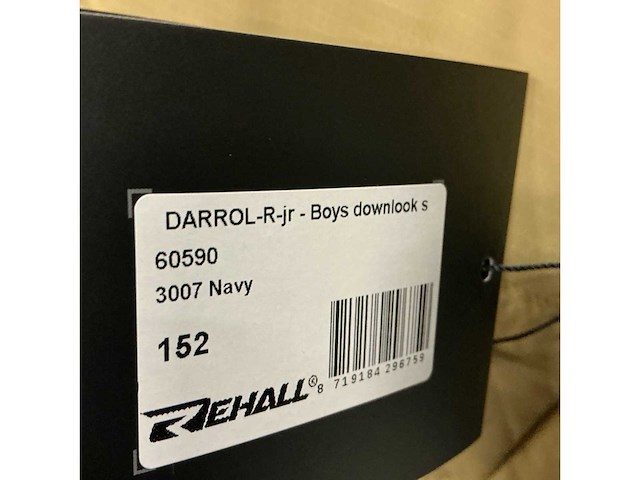 DARROL-R-jr - Boys downlook s
60590
3007 Navy
152
REHALL®
8 719184 296759